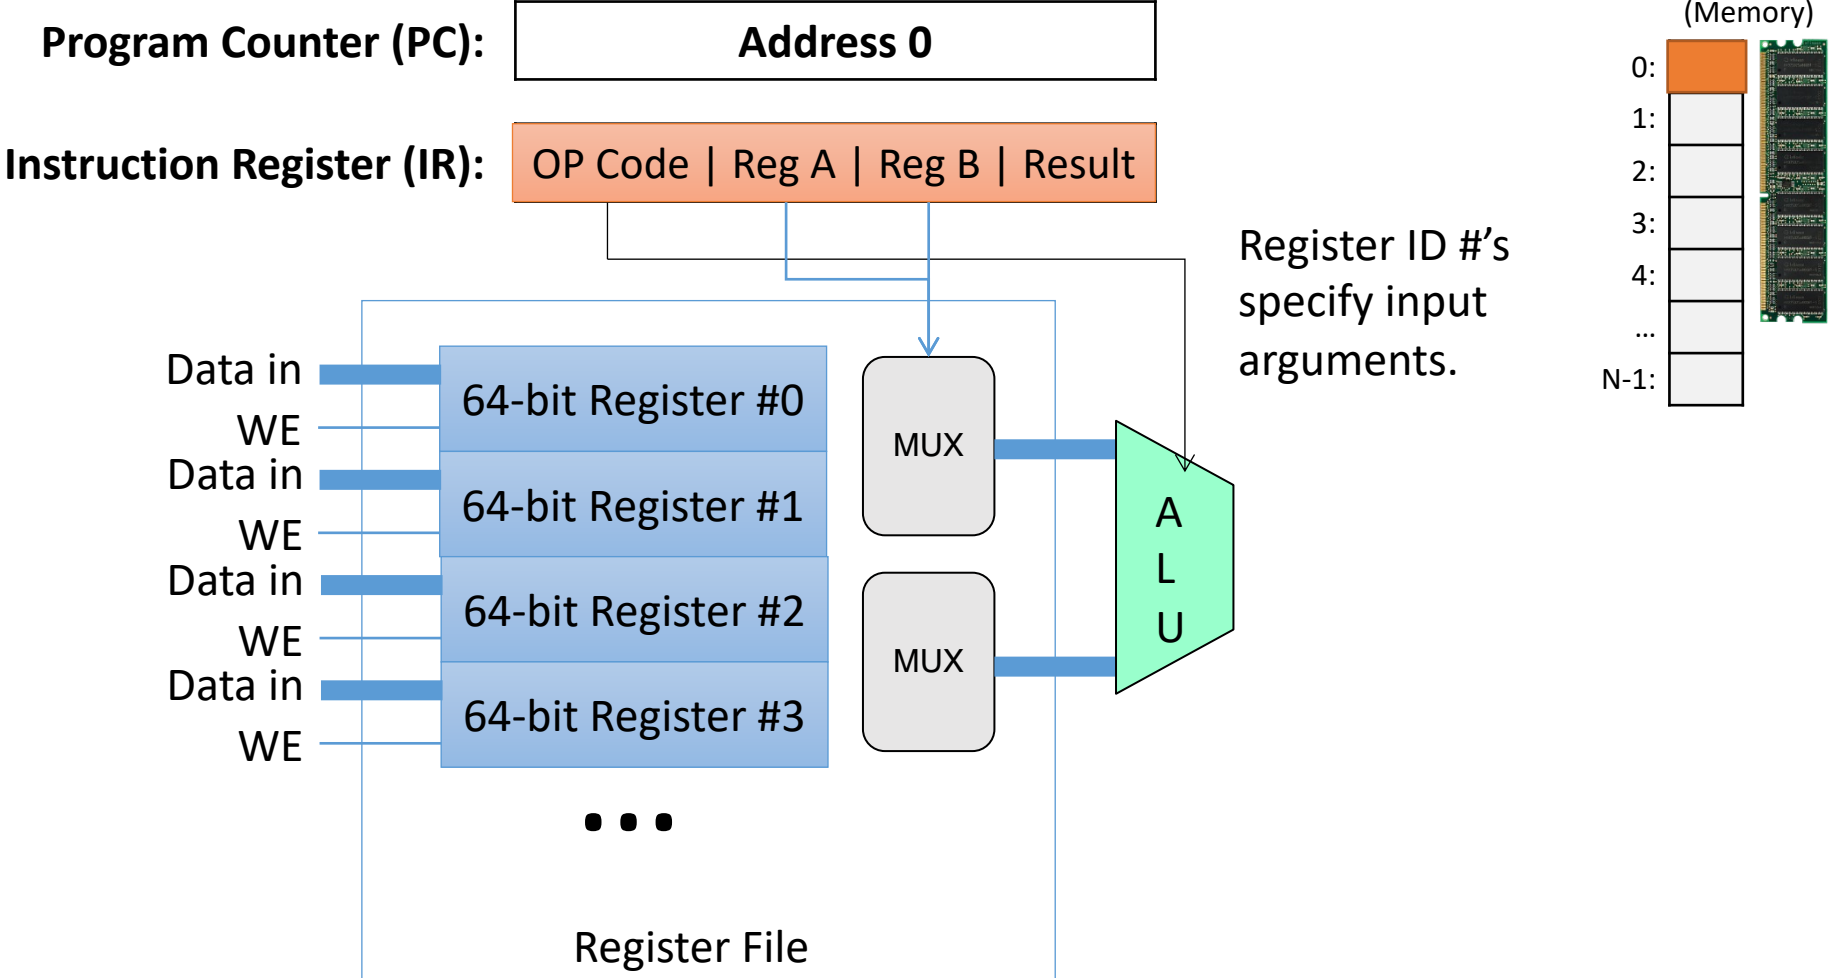 (Memory)
Program Counter (PC):
Address 0
Instruction Register (IR):
OP Code | Reg A | Reg B | Result
0:
1:
2:
3:
4:
...
N-1:
Register ID #’s
specify input
arguments.
Data in
WE
64-bit Register #0
Data in
WE
64-bit Register #1
Data in
WE
64-bit Register #2
Data in
WE
64-bit Register #3
...
MUX
MUX
A
L
U
Register File